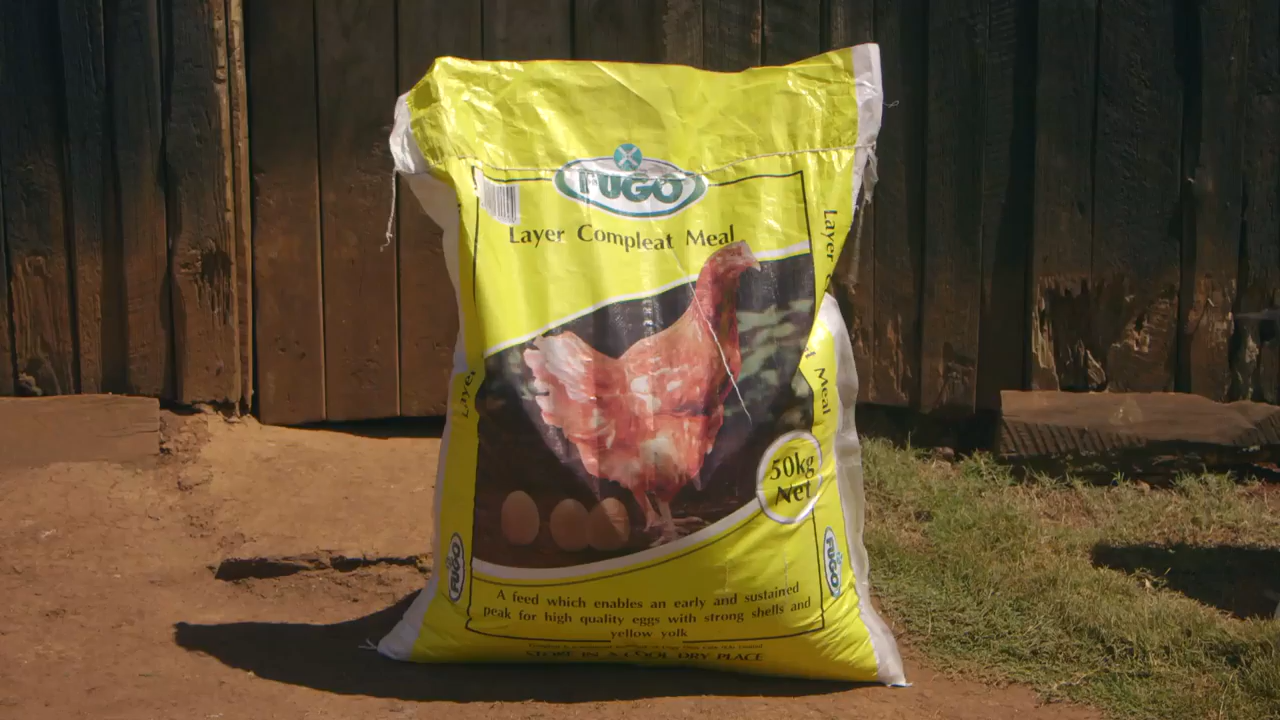 FUGO
Layer Compleat Meal
Layer
Meal
Layer
50kg
Net
FUGO
FUGO
A feed which enables an early and sustained
peak for high quality eggs with strong shells and
yellow yolk
STORE IN A COOL DRY PLACE